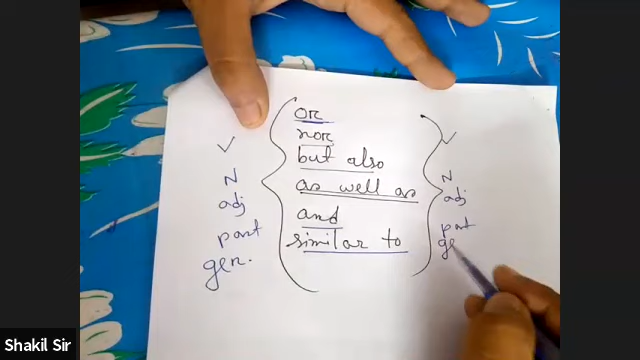 or
nor
✓ but also ✓
N as well as N
adj adj
and
part part
similar to
gen. ge
Shakil Sir